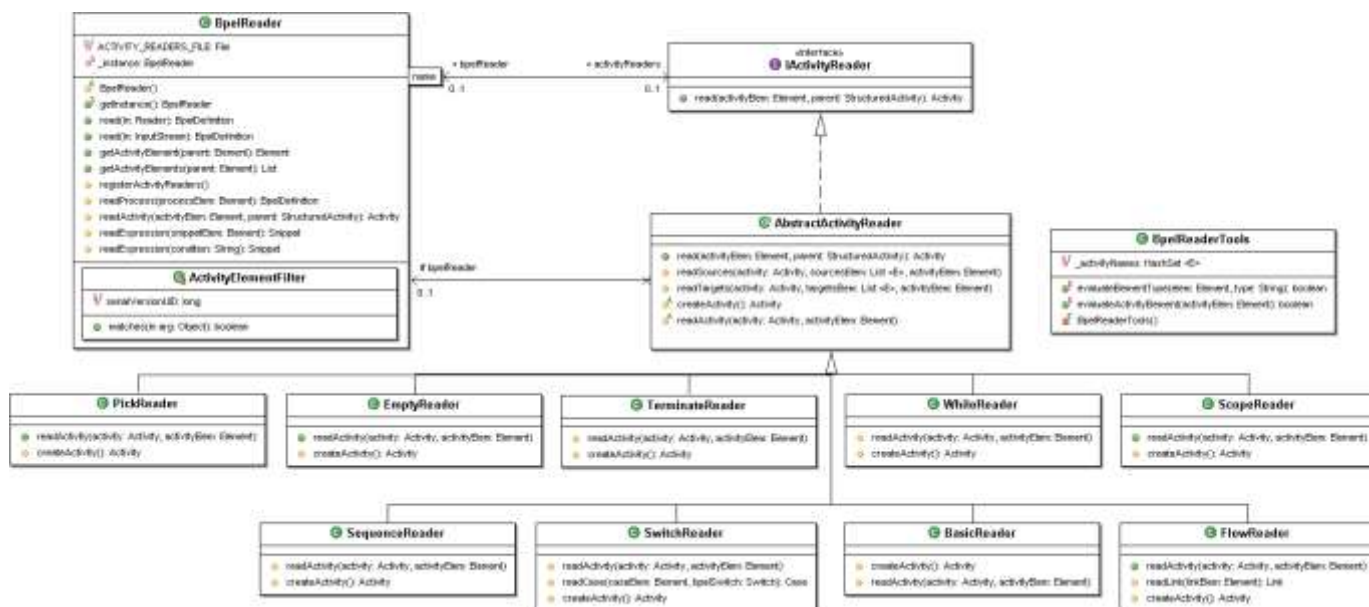 BpelReader
ACTIVITY_READERS_FILE: File
_instance: BpelReader
BpelReader()
getInstance(): BpelReader
read(in: Reader): BpelDefinition
read(in: InputStream): BpelDefinition
getActivityElement(parent: Element): Element
getActivityElements(parent: Element): List
registerActivityReaders()
readProcess(processElem: Element): BpelDefinition
readActivity(activityElem: Element, parent: StructuredActivity): Activity
readExpression(snippetElem: Element): Snippet
readExpression(condition: String): Snippet
ActivityElementFilter
serialVersionUID: long
matches(in arg: Object): boolean
name
+ bpelReader
+ activityReaders
0..1
0..1
«interface»
IActivityReader
read(activityElem: Element, parent: StructuredActivity): Activity
# bpelReader
0..1
AbstractActivityReader
read(activityElem: Element, parent: StructuredActivity): Activity
readSources(activity: Activity, sourcesElem: List <E>, activityElem: Element)
readTargets(activity: Activity, targetsElem: List <E>, activityElem: Element)
createActivity(): Activity
readActivity(activity: Activity, activityElem: Element)
BpelReaderTools
_activityNames: HashSet <E>
evaluateElementType(elem: Element, type: String): boolean
evaluateActivityElement(activityElem: Element): boolean
BpelReaderTools()
PickReader
readActivity(activity: Activity, activityElem: Element)
createActivity(): Activity
EmptyReader
readActivity(activity: Activity, activityElem: Element)
createActivity(): Activity
TerminateReader
readActivity(activity: Activity, activityElem: Element)
createActivity(): Activity
WhileReader
readActivity(activity: Activity, activityElem: Element)
createActivity(): Activity
ScopeReader
readActivity(activity: Activity, activityElem: Element)
createActivity(): Activity
SequenceReader
readActivity(activity: Activity, activityElem: Element)
createActivity(): Activity
SwitchReader
readActivity(activity: Activity, activityElem: Element)
readCase(caseElem: Element, bpelSwitch: Switch): Case
createActivity(): Activity
BasicReader
createActivity(): Activity
readActivity(activity: Activity, activityElem: Element)
FlowReader
readActivity(activity: Activity, activityElem: Element)
readLink(linkElem: Element): Link
createActivity(): Activity